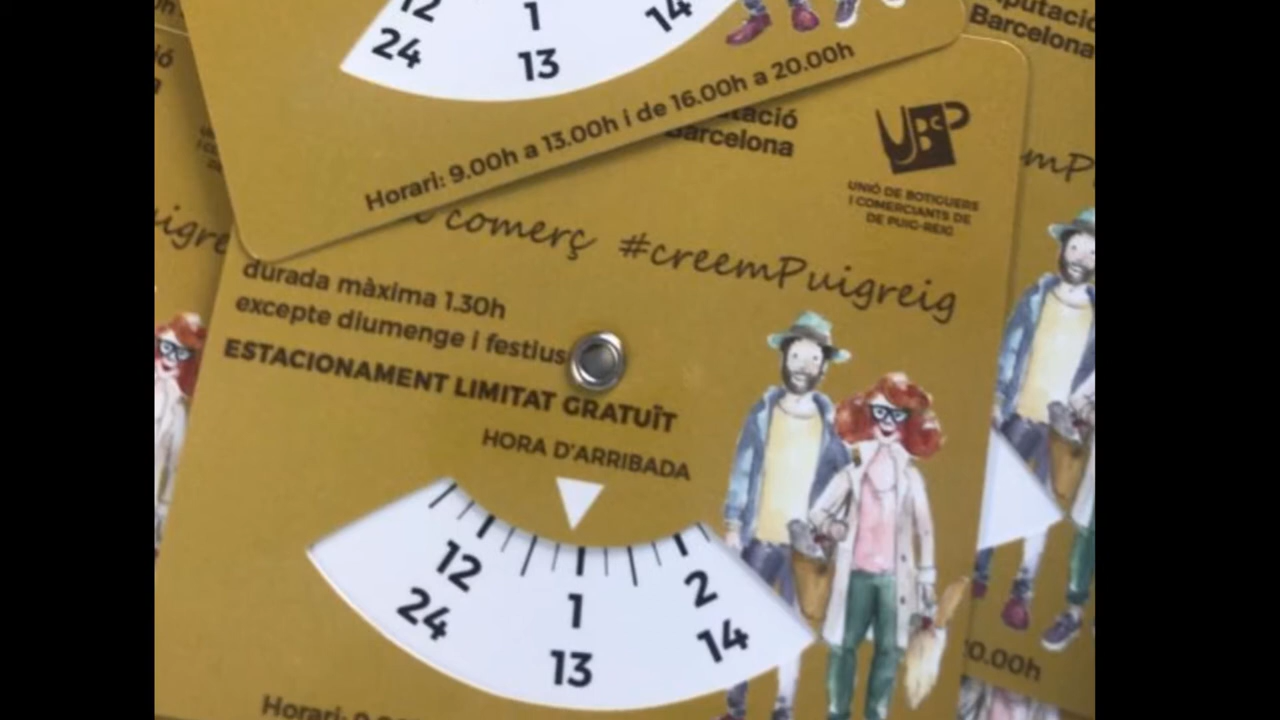 12 1 14
24 13
Horari: 9.00h a 13.00h i de 16.00h a 20.00h
Barcelona
Barcelona
UBCP
UNIÓ DE BOTIGUERS
I COMERCIANTS DE
DE PUIG-REIG
comerç #creemPuigreig
durada màxima 1.30h
excepte diumenge i festius
ESTACIONAMENT LIMITAT GRATUÏT
HORA D'ARRIBADA
12 1 2
24 13 14
Horari: